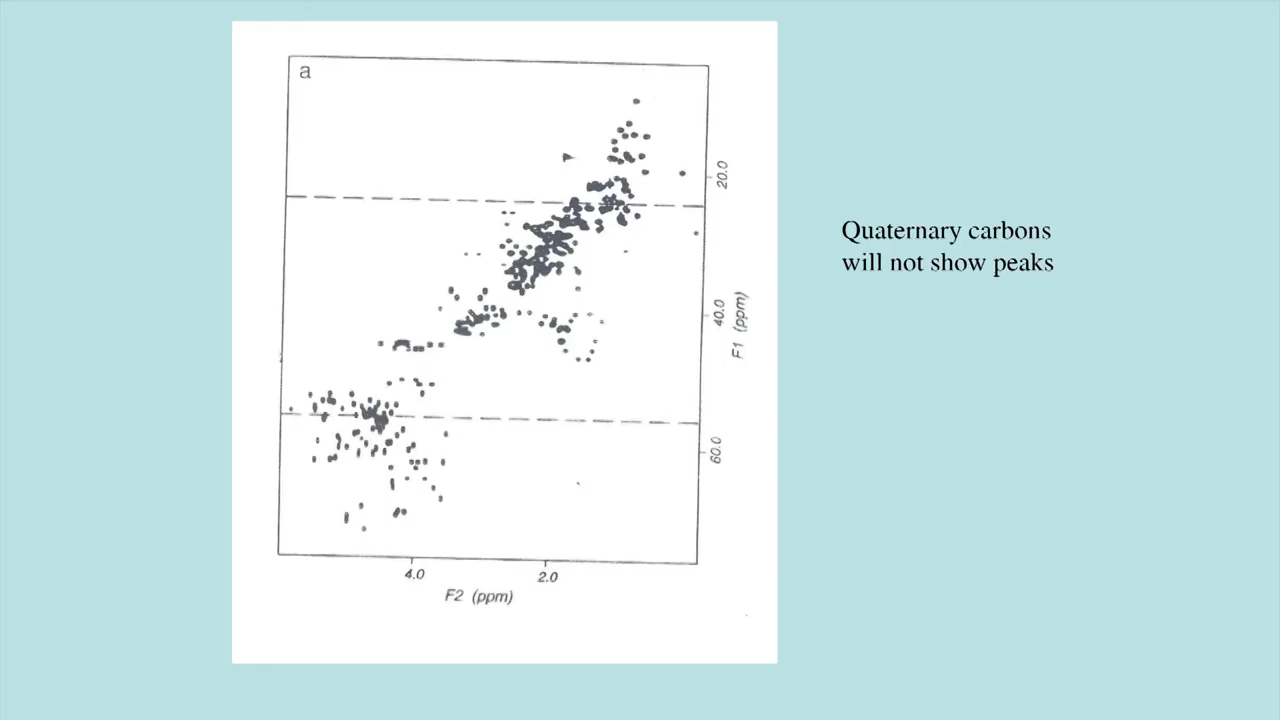 a
20.0
40.0
60.0
F1 (ppm)
4.0
2.0
F2 (ppm)
Quaternary carbons
will not show peaks